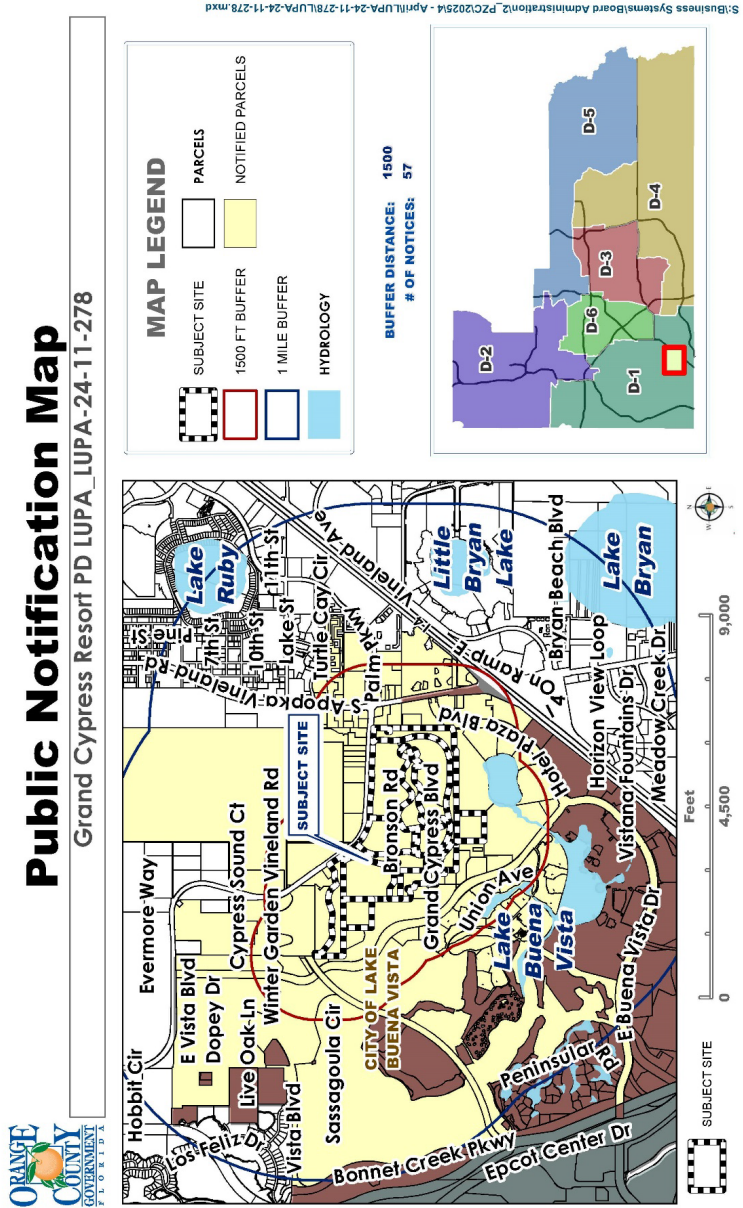 ORANGE
COUNTY
GOVERNMENT
FLORIDA
Public Notification Map
Grand Cypress Resort PD LUPA_LUPA-24-11-278
Hobbit Cir
Evermore Way
E Vista Blvd
Dopey Dr
Cypress Sound Ct
Los Feliz Dr
Live Oak Ln
Winter Garden Vineland Rd
Vista Blvd
SUBJECT SITE
Sassagoula Cir
CITY OF LAKE
BUENA VISTA
Bronson Rd
Grand Cypress Blvd
Bonnet Creek Pkwy
Epcot Center Dr
Union Ave
Lake
Buena
Vista
Peninsular Rd
E Buena Vista Dr
Hotel Plaza Blvd
Pine St
7th St
10th St
11th St
Lake St
Lake
Ruby
S Apopka Vineland Rd
Turtle Cay Cir
Palm Pkwy
Vineland Ave
On Ramp E I-4
Little
Bryan
Lake
Bryan Beach Blvd
Lake
Bryan
Horizon View Loop
Vistana Fountains Dr
Meadow Creek Dr
MAP LEGEND
SUBJECT SITE
PARCELS
1500 FT BUFFER
NOTIFIED PARCELS
1 MILE BUFFER
HYDROLOGY
BUFFER DISTANCE: 1500
# OF NOTICES: 57
D-2
D-5
D-6
D-3
D-1
D-4
SUBJECT SITE
Feet
0 4,500 9,000
N
W E
S
S:\Business Systems\Board Administration\2_PZC\2025\4 - April\LUPA-24-11-278\LUPA-24-11-278.mxd